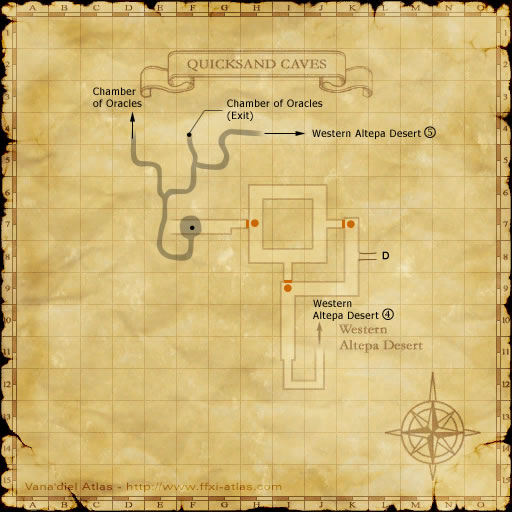 A B C D E F G H I J K L M N O
QUICKSAND CAVES
Chamber
of Oracles
Chamber of Oracles
(Exit)
Western Altepa Desert ⑤
D
Western
Altepa Desert ④
Western
Altepa Desert
Vana'diel Atlas - http://www.ffxi-atlas.com
A B C D E F G H I J K L M N O
1
2
3
4
5
6
7
8
9
10
11
12
13
14
15